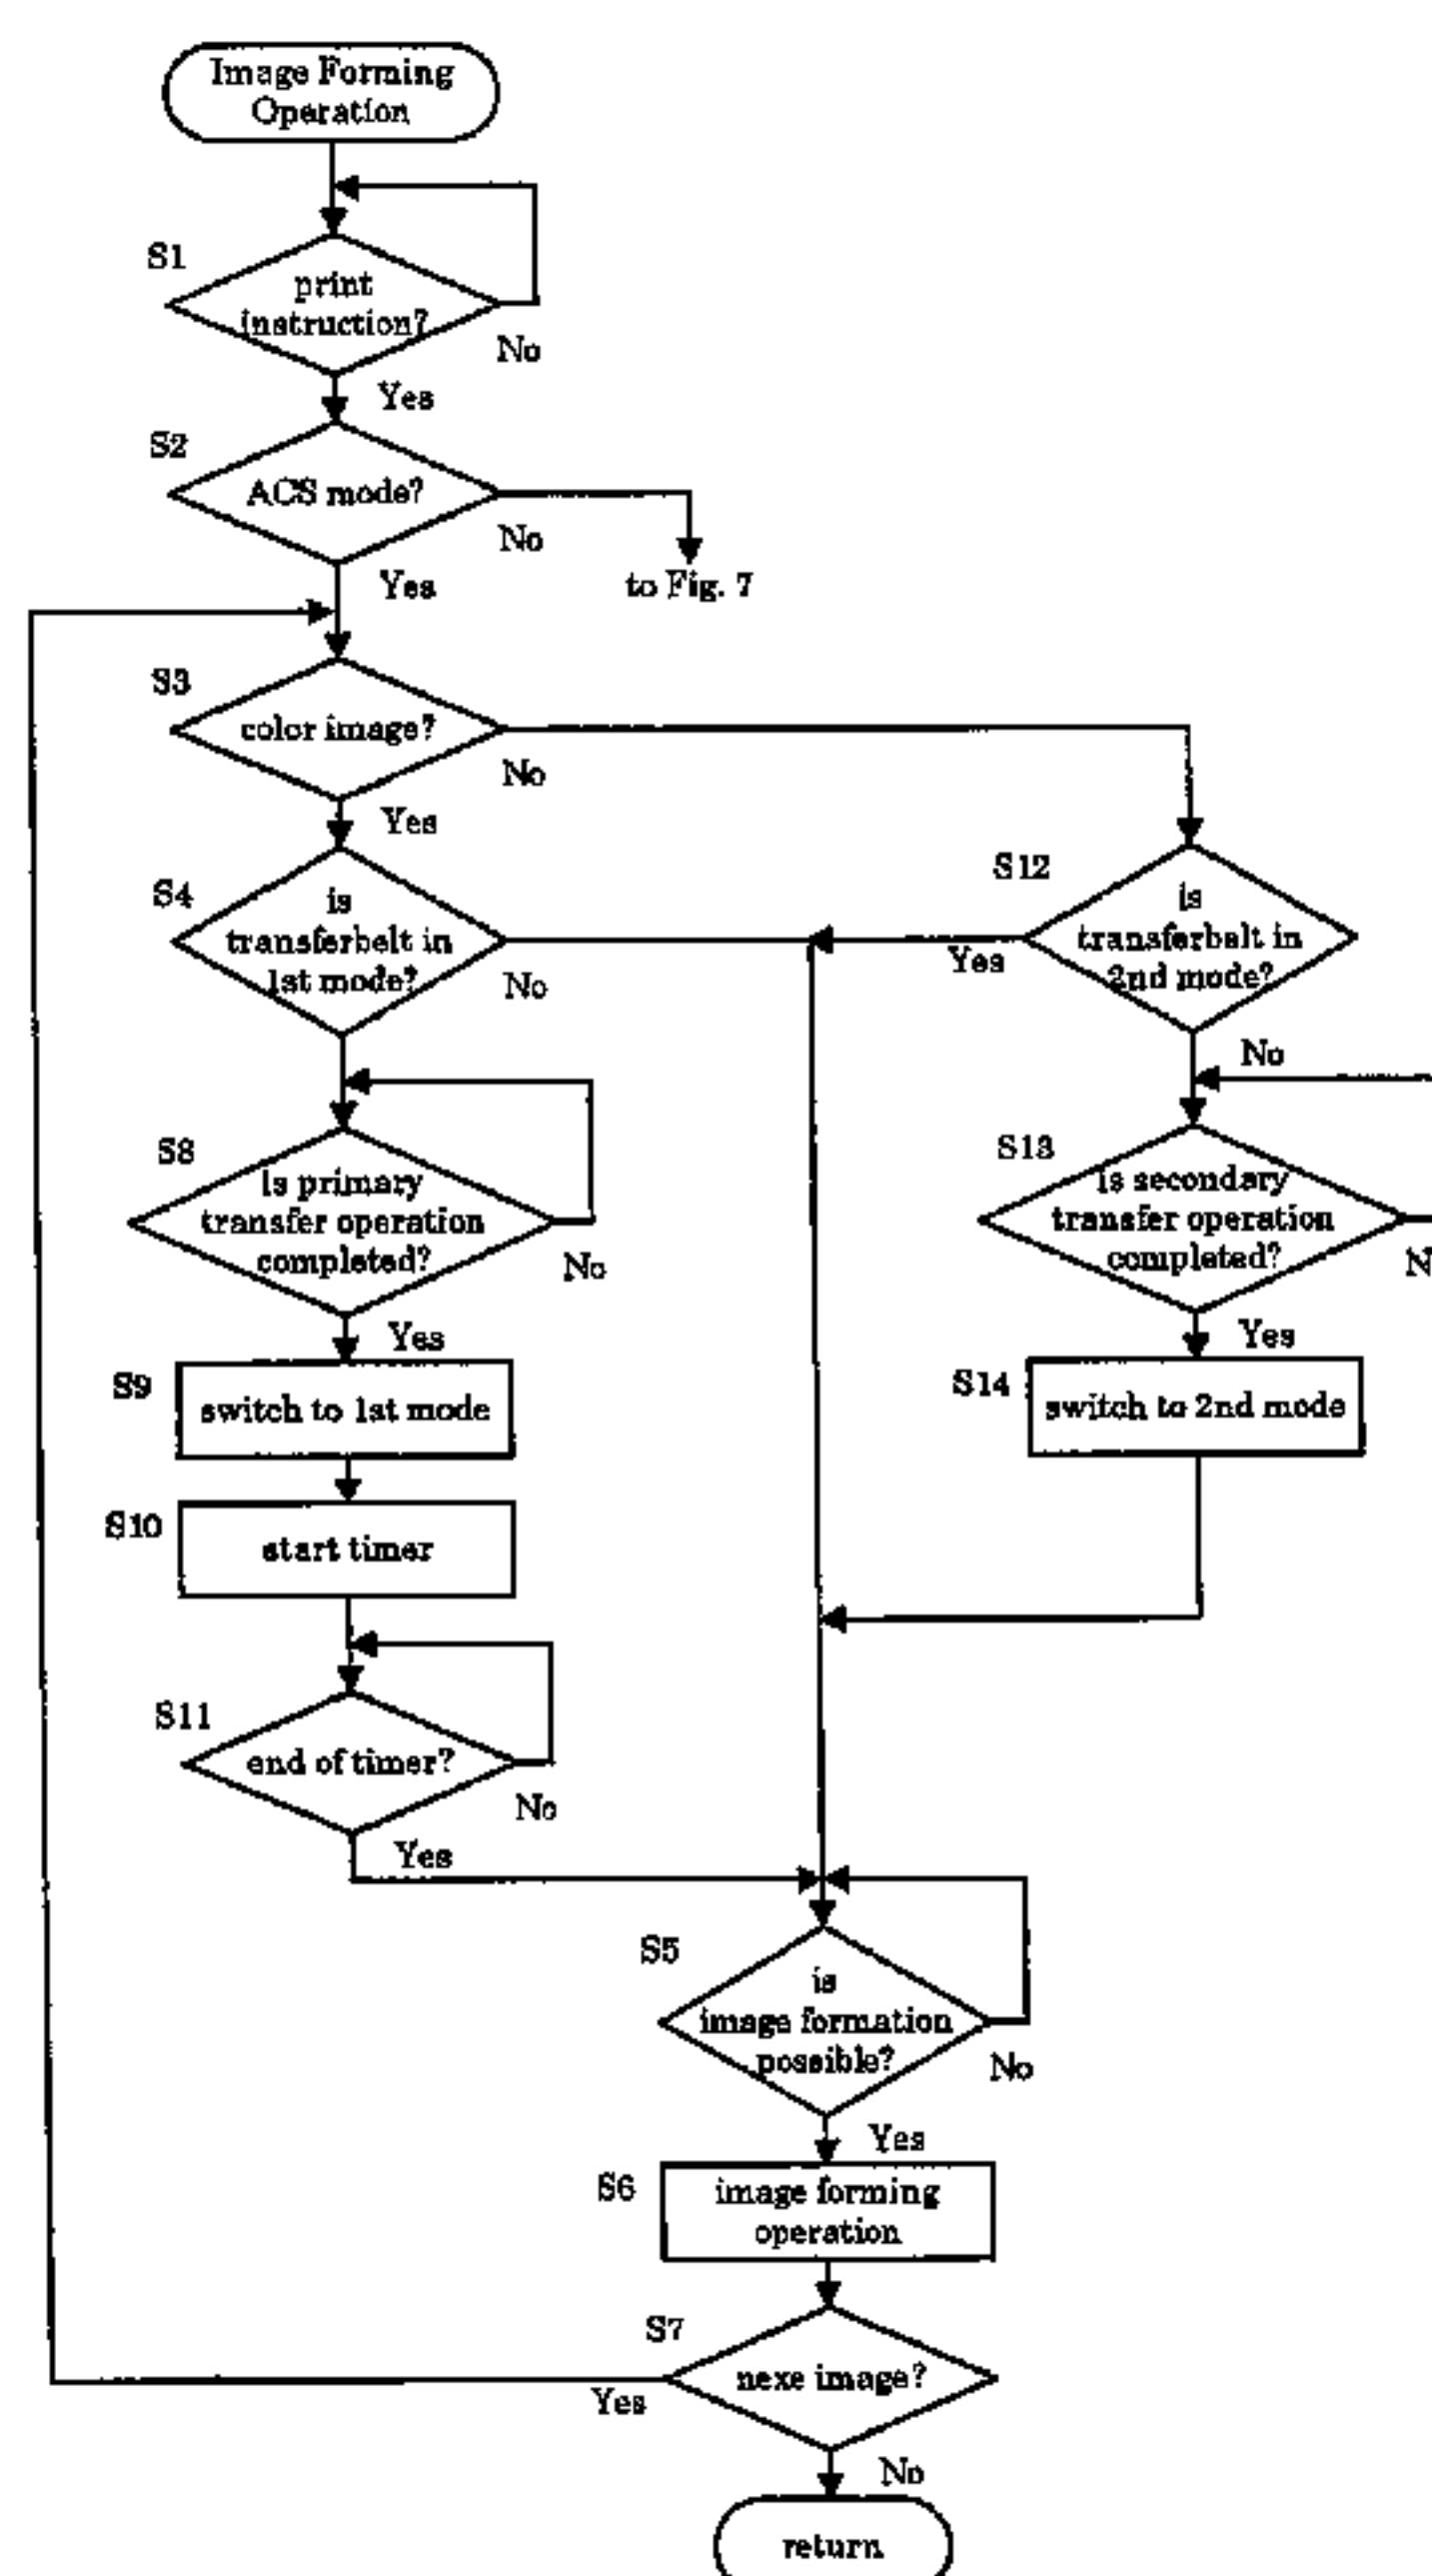 Image Forming
Operation
S1
print
instruction?
No
Yes
S2
ACS mode?
No
to Fig. 7
Yes
S3
color image?
No
Yes
S4
is
transferbelt in
1st mode?
No
S12
is
transferbelt in
2nd mode?
Yes
No
S8
is primary
transfer operation
completed?
No
Yes
S13
is secondary
transfer operation
completed?
N
Yes
S9
switch to 1st mode
S14
switch to 2nd mode
S10
start timer
S11
end of timer?
No
Yes
S5
is
image formation
possible?
No
Yes
S6
image forming
operation
S7
nexe image?
Yes
No
return